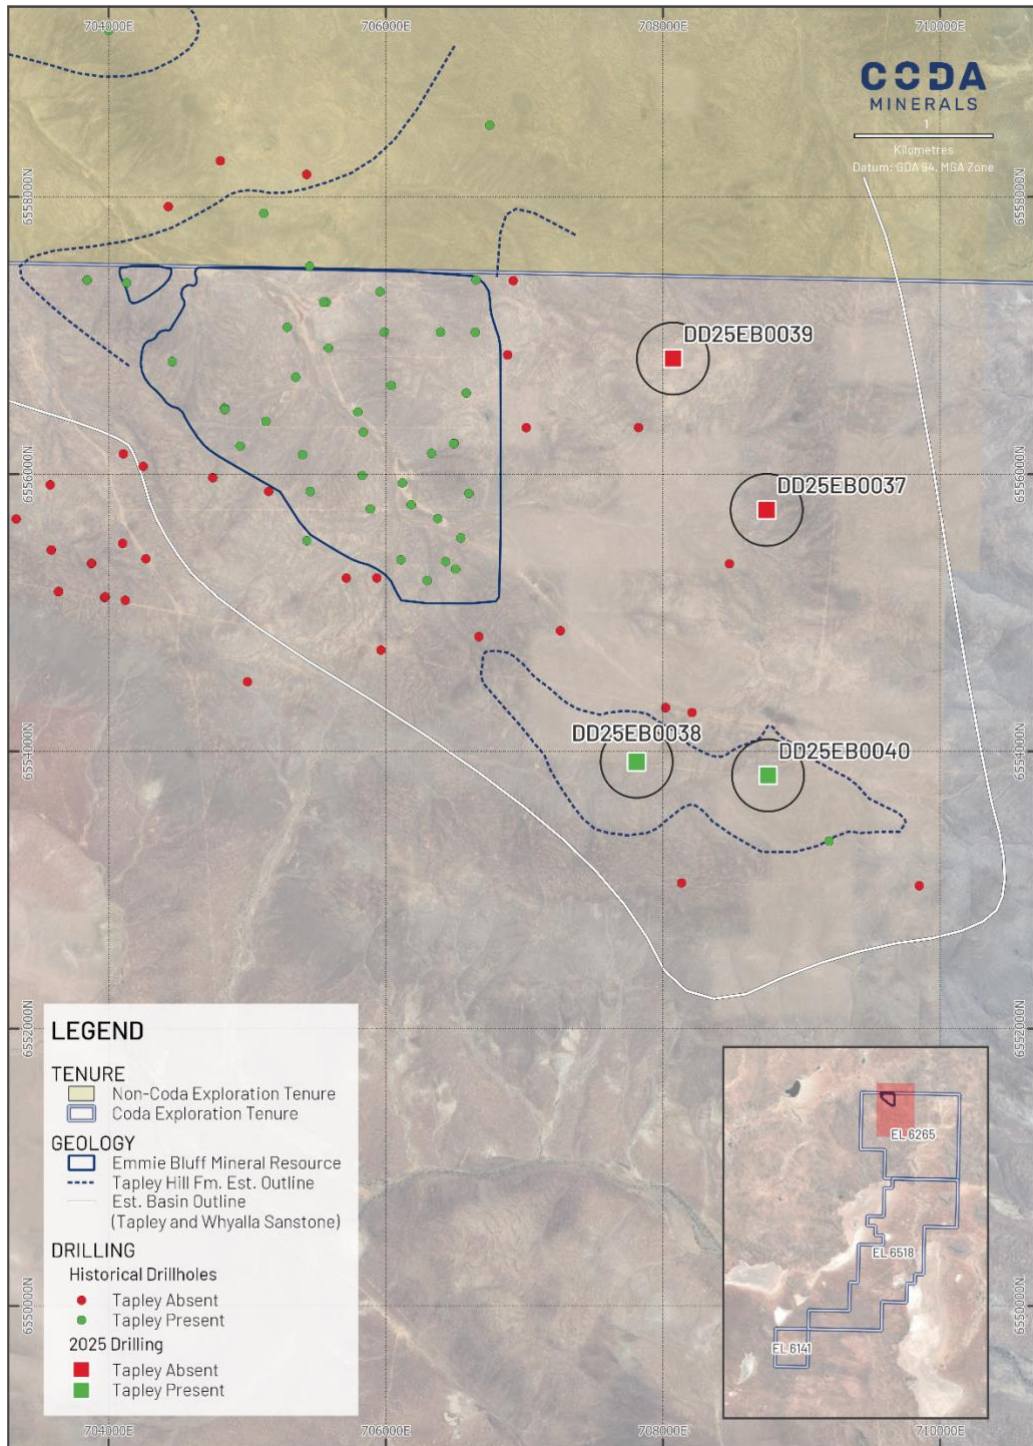 704000E
706000E
708000E
710000E
CODA
MINERALS
1
Kilometres
Datum: GDA 94, MGA Zone
6558000N
6558000N
DD25EB0039
6556000N
DD25EB0037
6556000N
DD25EB0038
DD25EB0040
6554000N
6554000N
6552000N
6552000N
LEGEND
TENURE
Non-Coda Exploration Tenure
Coda Exploration Tenure
GEOLOGY
Emmie Bluff Mineral Resource
Tapley Hill Fm. Est. Outline
Est. Basin Outline
(Tapley and Whyalla Sanstone)
DRILLING
Historical Drillholes
Tapley Absent
Tapley Present
2025 Drilling
Tapley Absent
Tapley Present
EL 6265
EL 6518
EL 6141
6550000N
6550000N
704000E
706000E
708000E
710000E